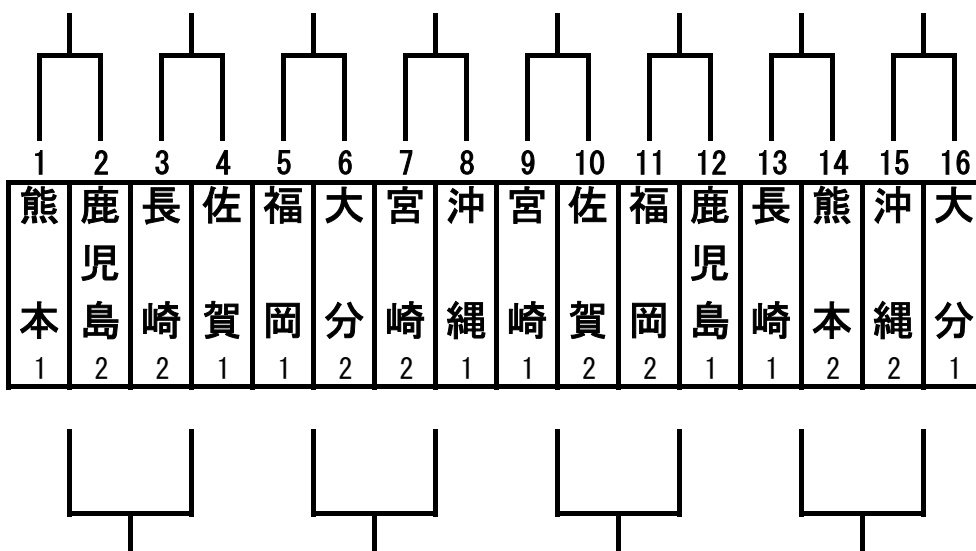 1 2 3 4 5 6 7 8 9 10 11 12 13 14 15 16
熊本 鹿児島 長崎 佐賀 福岡 大分 宮崎 沖縄 宮崎 佐賀 福岡 鹿児島 長崎 熊本 沖縄 大分
1 2 2 1 1 2 2 1 1 2 2 1 1 2 2 1